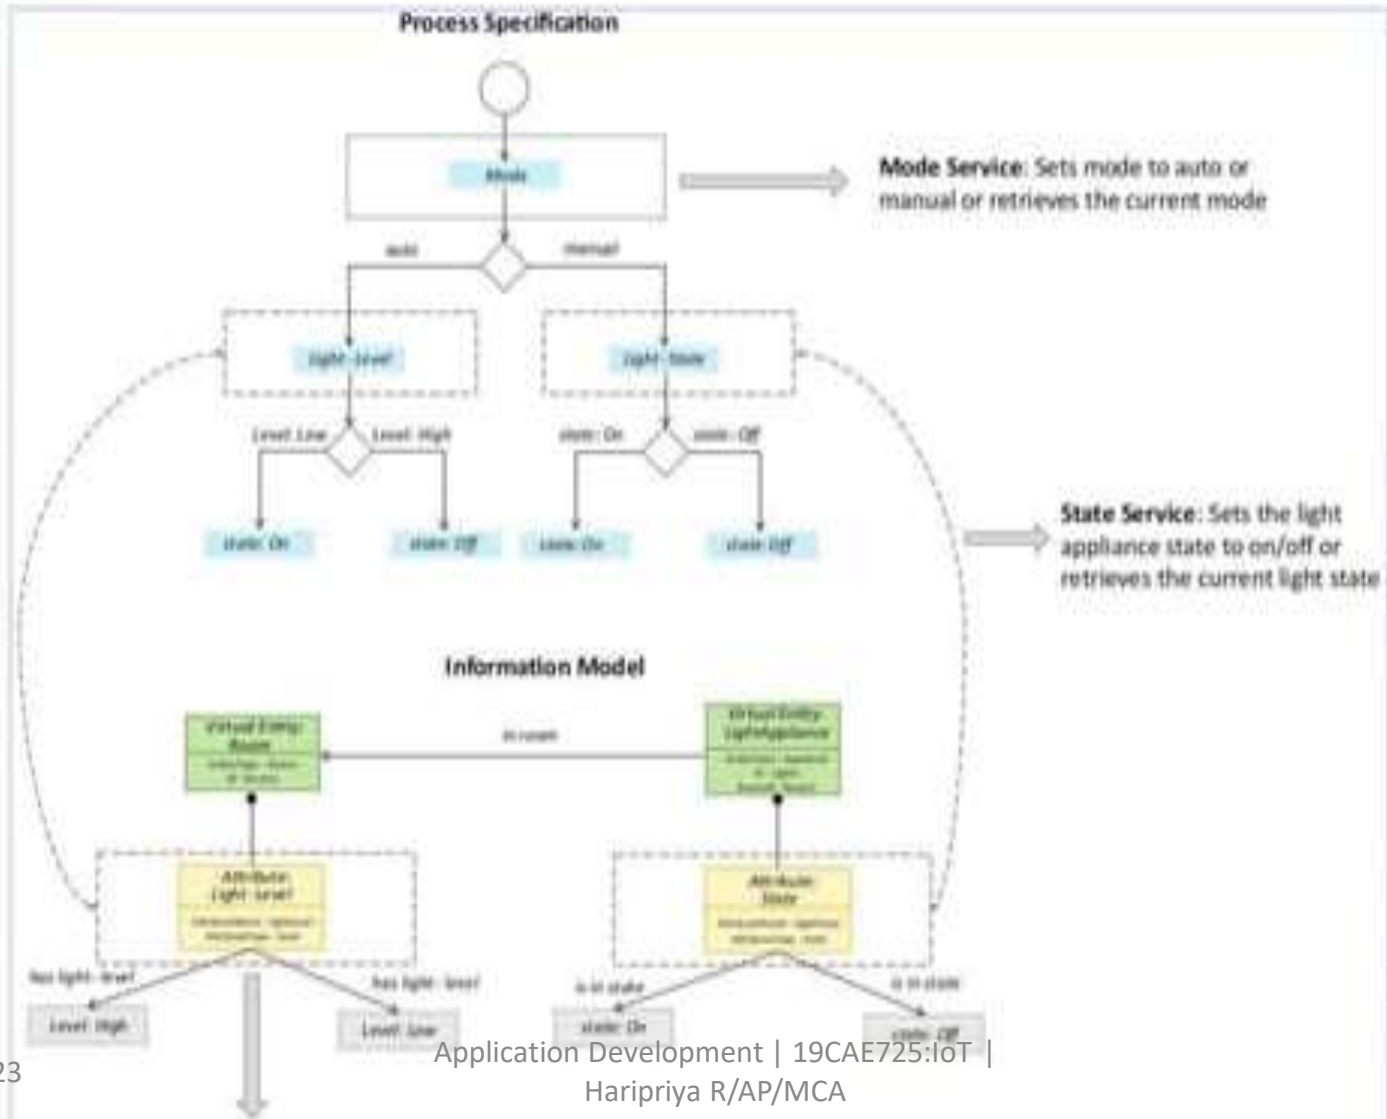 Process Specification
Mode
Mode Service: Sets mode to auto or
manual or retrieves the current mode
auto
manual
Light-Level
Light-State
Level: Low
Level: High
state: On
state: Off
state: On
state: Off
state: On
state: Off
State Service: Sets the light
appliance state to on/off or
retrieves the current light state
Information Model
Virtual Entity:
Room
in room
Virtual Entity:
LightAppliance
Attribute:
Light-Level
Attribute:
State
has light-level
has light-level
is in state
is in state
Level: High
Level: Low
state: On
state: Off
23
Application Development | 19CAE725:IoT |
Haripriya R/AP/MCA